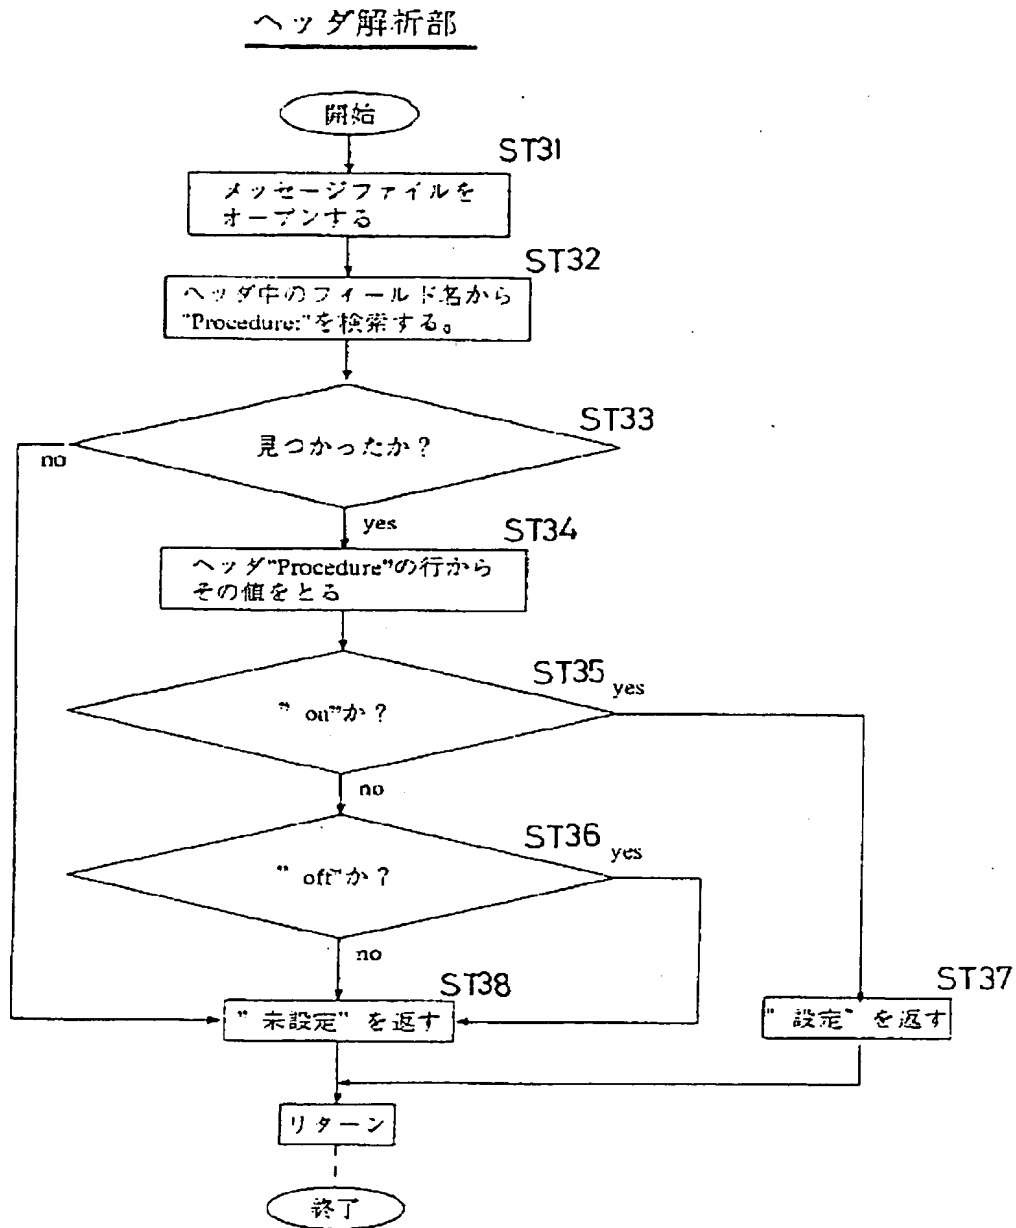 ヘッダ解析部
開始
ST31
メッセージファイルを
オープンする
ST32
ヘッダ中のフィールド名から
"Procedure:"を検索する。
ST33
見つかったか？
no
yes
ST34
ヘッダ"Procedure"の行から
その値をとる
ST35
yes
" on"か？
no
ST36
yes
" off"か？
no
ST38
" 未設定" を返す
ST37
" 設定" を返す
リターン
終了